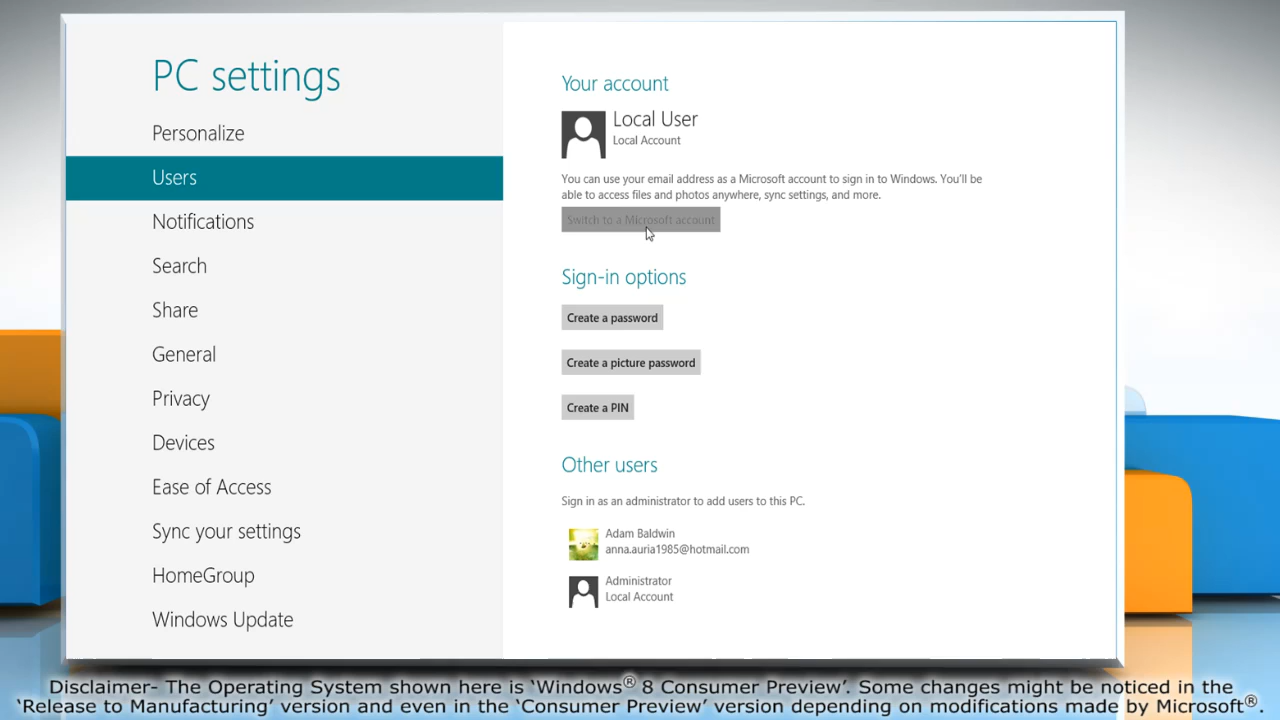 PC settings
Personalize
Users
Notifications
Search
Share
General
Privacy
Devices
Ease of Access
Sync your settings
HomeGroup
Windows Update
Your account
Local User
Local Account
You can use your email address as a Microsoft account to sign in to Windows. You'll be
able to access files and photos anywhere, sync settings, and more.
Switch to a Microsoft account
Sign-in options
Create a password
Create a picture password
Create a PIN
Other users
Sign in as an administrator to add users to this PC.
Adam Baldwin
anna.auria1985@hotmail.com
Administrator
Local Account
Disclaimer- The Operating System shown here is ‘Windows® 8 Consumer Preview’. Some changes might be noticed in the
‘Release to Manufacturing’ version and even in the ‘Consumer Preview’ version depending on modifications made by Microsoft®.